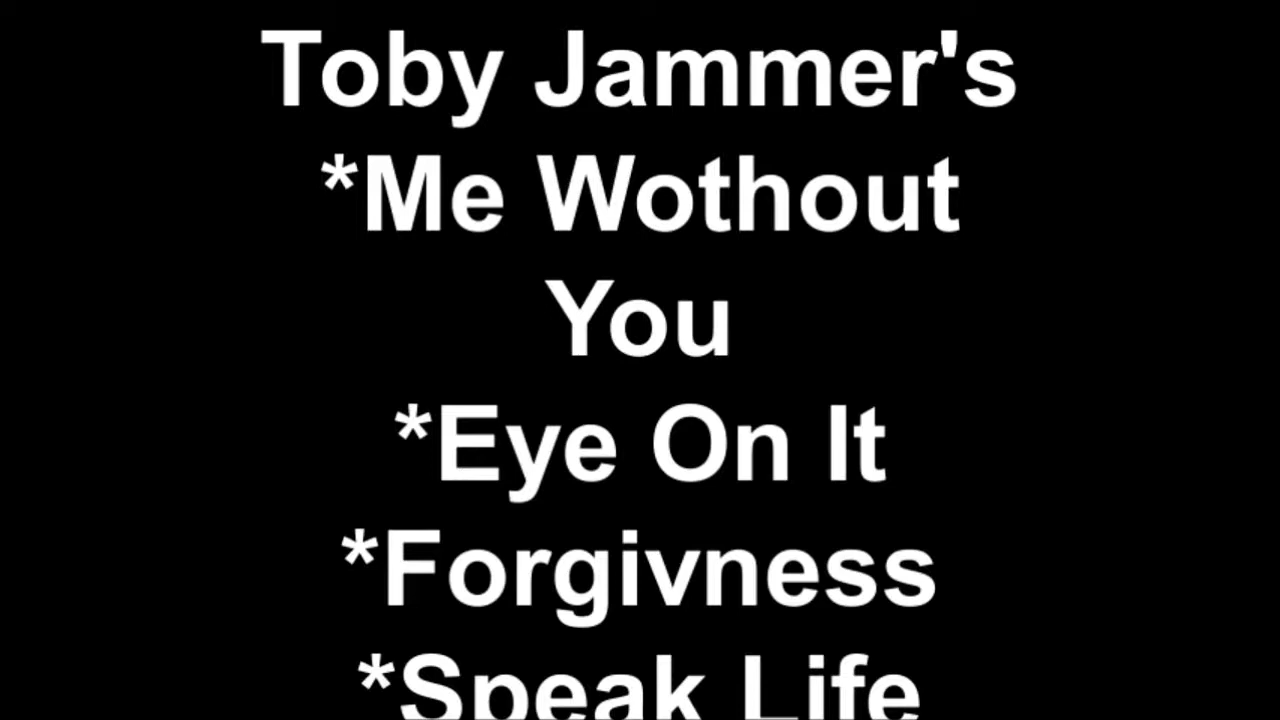 Toby Jammer's
*Me Wothout
You
*Eye On It
*Forgivness
*Speak Life